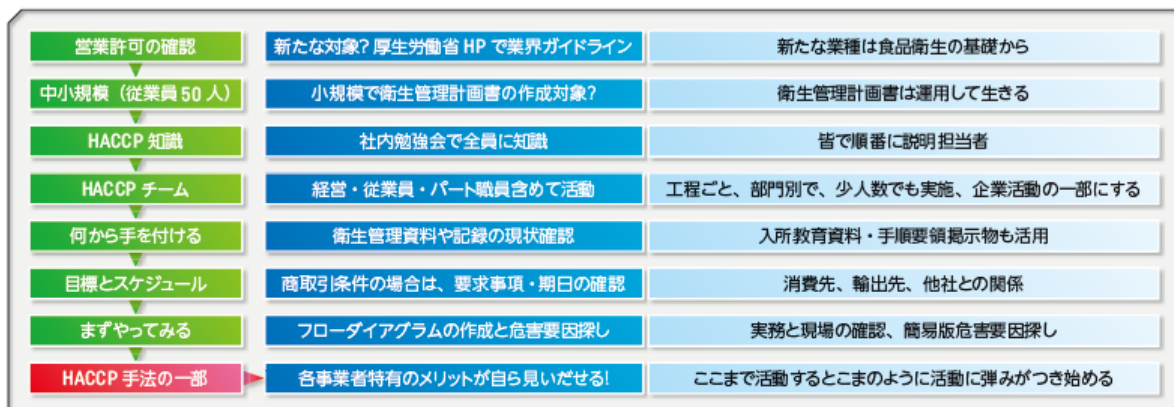 営業許可の確認 新たな対象?厚生労働省HPで業界ガイドライン 新たな業種は食品衛生の基礎から
中小規模(従業員50人) 小規模で衛生管理計画書の作成対象? 衛生管理計画書は運用して生きる
HACCP 知識 社内勉強会で全員に知識 皆で順番に説明担当者
HACCP チーム 経営・従業員・パート職員含めて活動 工程ごと、部門別で、少人数でも実施、企業活動の一部にする
何から手を付ける 衛生管理資料や記録の現状確認 入所教育資料・手順要領掲示物も活用
目標とスケジュール 商取引条件の場合は、要求事項・期日の確認 消費先、輸出先、他社との関係
まずやってみる フローダイアグラムの作成と危害要因探し 実務と現場の確認、簡易版危害要因探し
HACCP 手法の一部 各事業者特有のメリットが自ら見いだせる! ここまで活動するとこまのように活動に弾みがつき始める